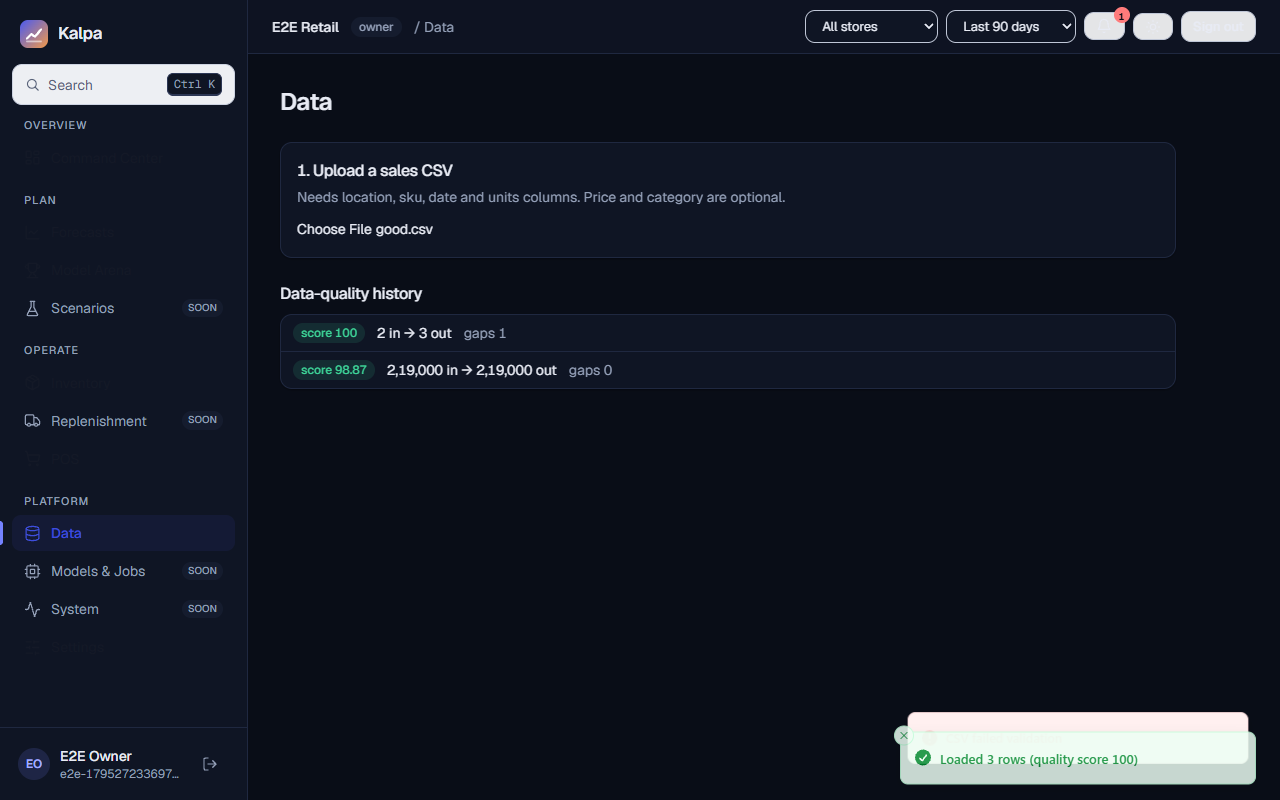 Kalpa
E2E Retail owner / Data
All stores
Last 90 days
1
Search
Ctrl K
OVERVIEW
PLAN
Scenarios SOON
OPERATE
Replenishment SOON
PLATFORM
Data
Models & Jobs SOON
System SOON
EO
E2E Owner
e2e-179527233697...
Data
1. Upload a sales CSV
Needs location, sku, date and units columns. Price and category are optional.
Choose File good.csv
Data-quality history
score 100 2 in → 3 out gaps 1
score 98.87 2,19,000 in → 2,19,000 out gaps 0
Loaded 3 rows (quality score 100)